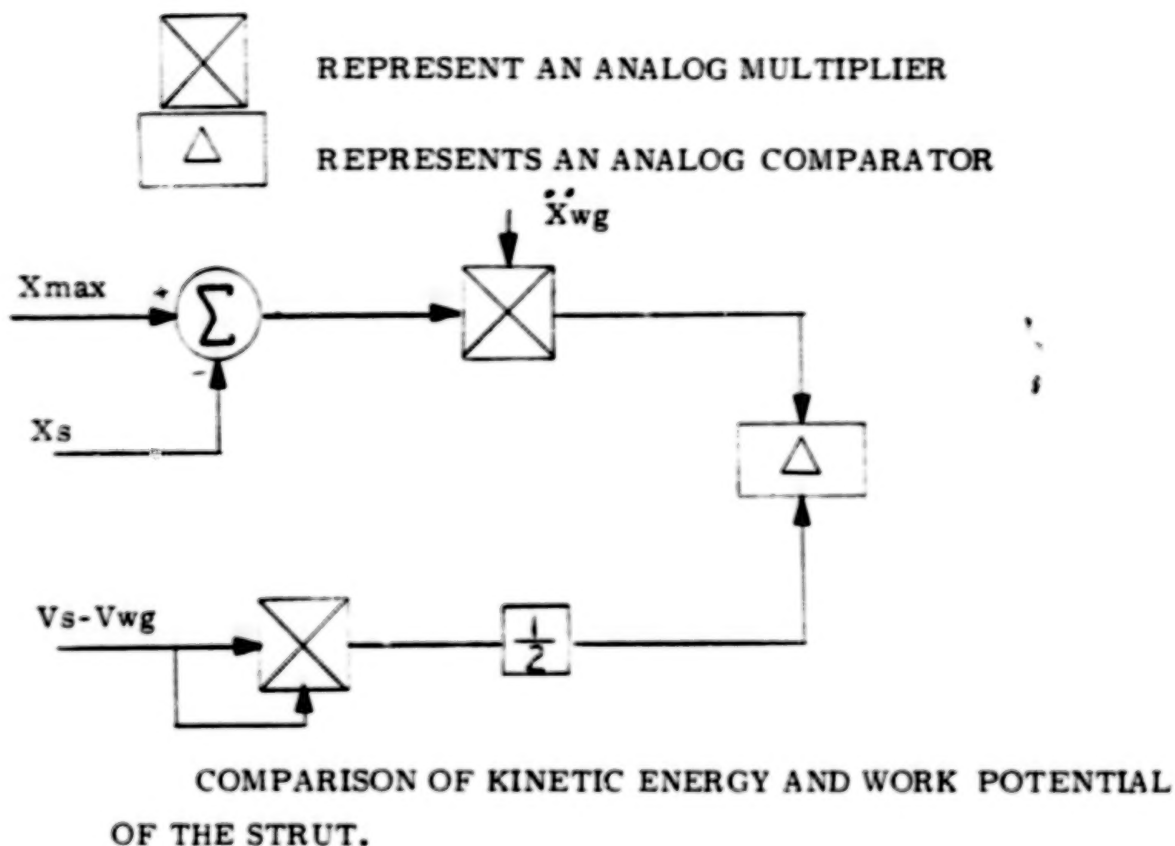 REPRESENT AN ANALOG MULTIPLIER
△
REPRESENTS AN ANALOG COMPARATOR
Ẍwg
Xmax
+
Σ
-
Xs
△
Vs-Vwg
1/2
COMPARISON OF KINETIC ENERGY AND WORK POTENTIAL
OF THE STRUT.